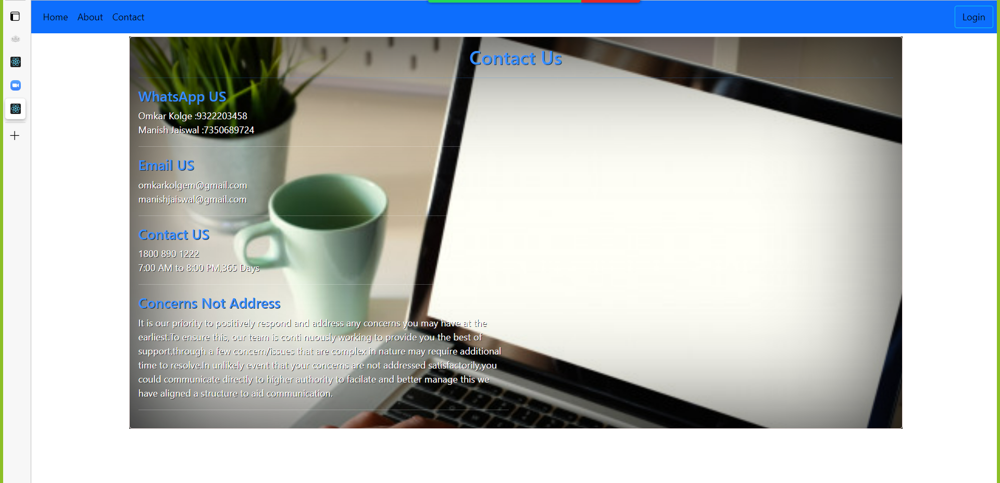 Home About Contact Login
Contact Us
WhatsApp US
Omkar Kolge :9322203458
Manish Jaiswal :7350689724
Email US
omkarkolgem@gmail.com
manishjaiswal@gmail.com
Contact US
1800 890 1222
7:00 AM to 8:00 PM,365 Days
Concerns Not Address
It is our priority to positively respond and address any concerns you may have at the
earliest.To ensure this, our team is conti nuously working to provide you the best of
support,through a few concern/issues that are complex in nature may require additional
time to resolve.In unlikely event that your concerns are not addressed satisfactorily,you
could communicate directly to higher authority to facilate and better manage this we
have aligned a structure to aid communication.